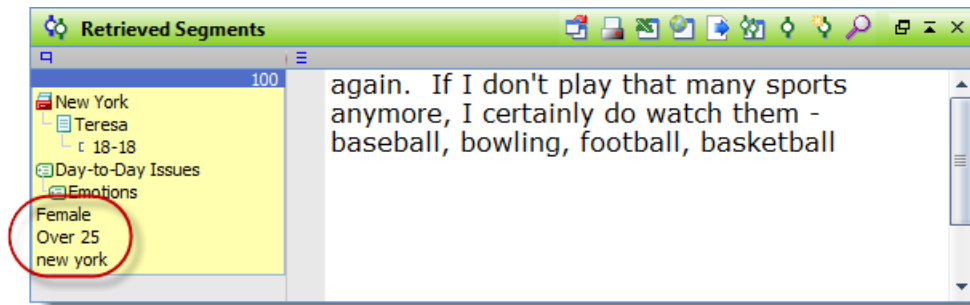 Retrieved Segments
100
New York
Teresa
18-18
Day-to-Day Issues
Emotions
Female
Over 25
new york
again.  If I don't play that many sports
anymore, I certainly do watch them -
baseball, bowling, football, basketball